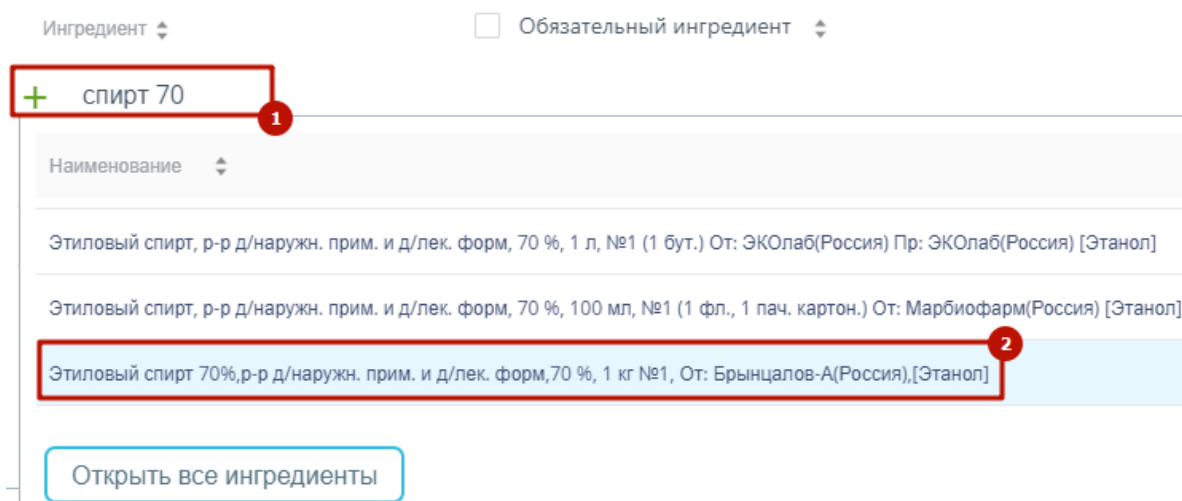 Ингредиент
Обязательный ингредиент
спирт 70
1
Наименование
Этиловый спирт, р-р д/наружн. прим. и д/лек. форм, 70 %, 1 л, №1 (1 бут.) От: ЭКОлаб(Россия) Пр: ЭКОлаб(Россия) [Этанол]
Этиловый спирт, р-р д/наружн. прим. и д/лек. форм, 70 %, 100 мл, №1 (1 фл., 1 пач. картон.) От: Марбиофарм(Россия) [Этанол]
2
Этиловый спирт 70%,р-р д/наружн. прим. и д/лек. форм,70 %, 1 кг №1, От: Брынцалов-А(Россия),[Этанол]
Открыть все ингредиенты